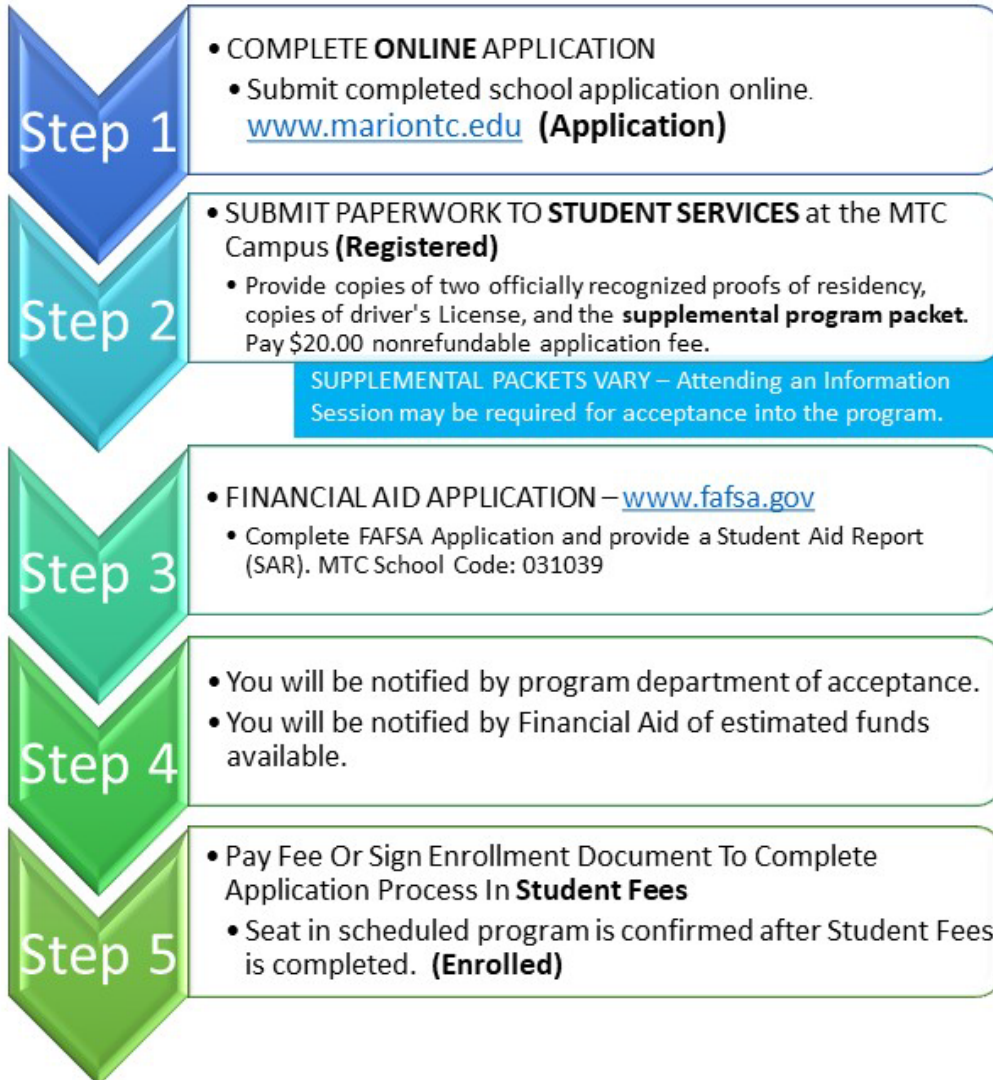 Step 1
• COMPLETE ONLINE APPLICATION
• Submit completed school application online.
www.mariontc.edu (Application)
Step 2
• SUBMIT PAPERWORK TO STUDENT SERVICES at the MTC
Campus (Registered)
• Provide copies of two officially recognized proofs of residency,
copies of driver's License, and the supplemental program packet.
Pay $20.00 nonrefundable application fee.
SUPPLEMENTAL PACKETS VARY – Attending an Information
Session may be required for acceptance into the program.
Step 3
• FINANCIAL AID APPLICATION – www.fafsa.gov
• Complete FAFSA Application and provide a Student Aid Report
(SAR). MTC School Code: 031039
Step 4
• You will be notified by program department of acceptance.
• You will be notified by Financial Aid of estimated funds
available.
Step 5
• Pay Fee Or Sign Enrollment Document To Complete
Application Process In Student Fees
• Seat in scheduled program is confirmed after Student Fees
is completed. (Enrolled)